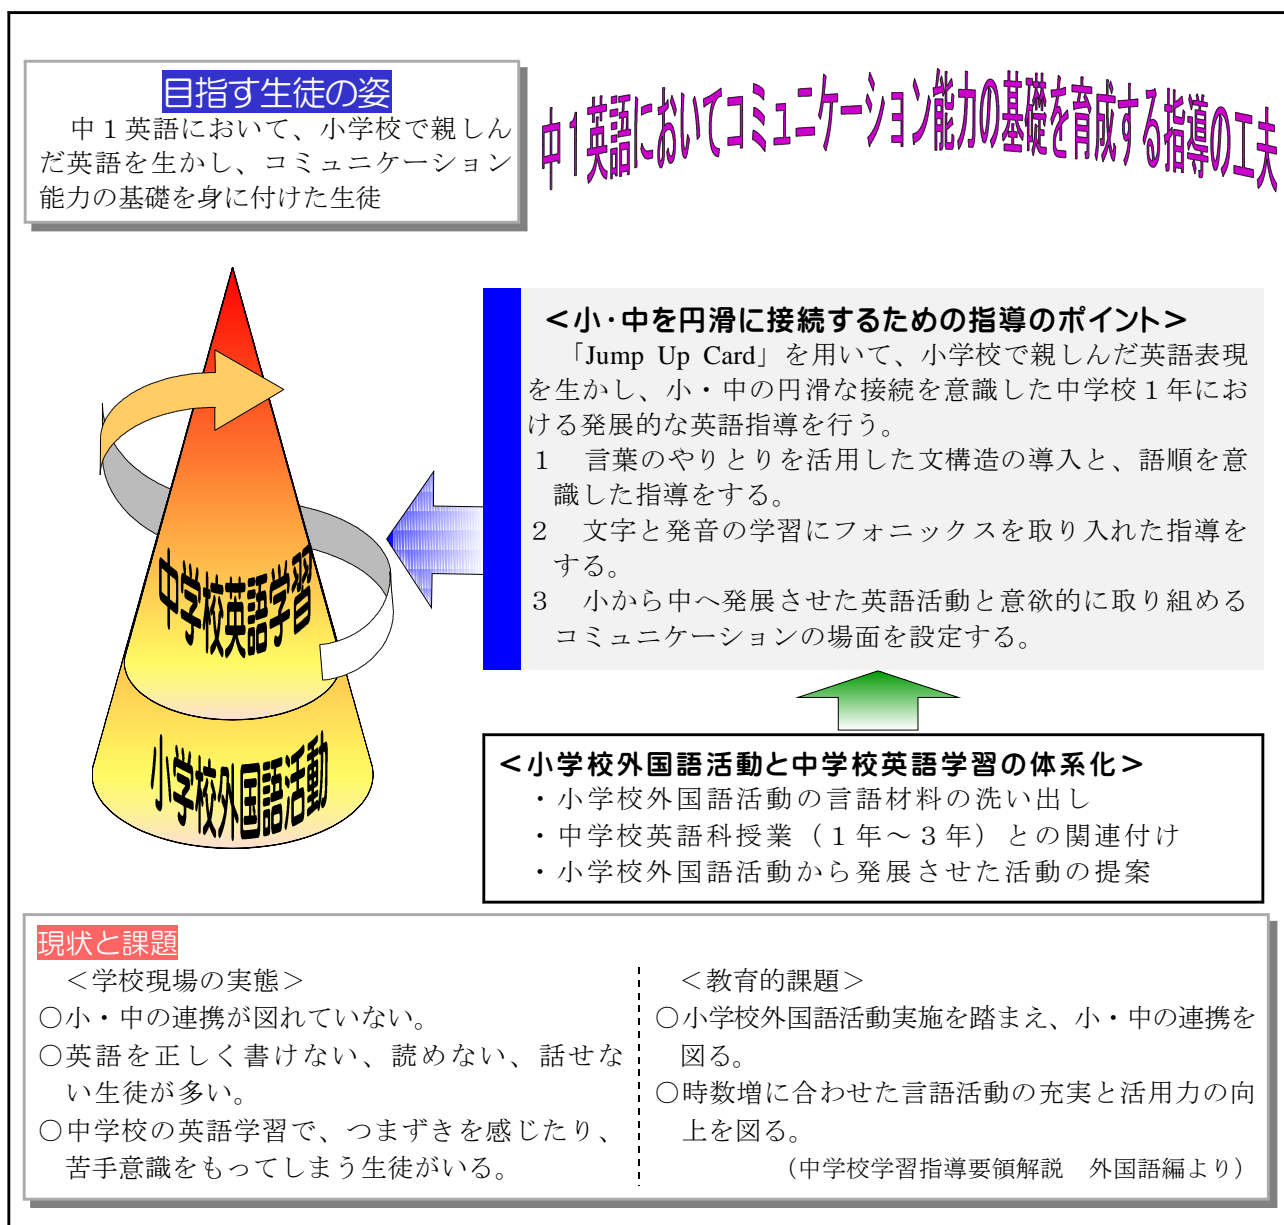 目指す生徒の姿
中１英語において、小学校で親しん
だ英語を生かし、コミュニケーション
能力の基礎を身に付けた生徒
中１英語においてコミュニケーション能力の基礎を育成する指導の工夫
＜小・中を円滑に接続するための指導のポイント＞
「Jump Up Card」を用いて、小学校で親しんだ英語表現
を生かし、小・中の円滑な接続を意識した中学校１年にお
ける発展的な英語指導を行う。
１　言葉のやりとりを活用した文構造の導入と、語順を意
識した指導をする。
２　文字と発音の学習にフォニックスを取り入れた指導を
する。
３　小から中へ発展させた英語活動と意欲的に取り組める
コミュニケーションの場面を設定する。
中学校英語学習
小学校外国語活動
＜小学校外国語活動と中学校英語学習の体系化＞
・小学校外国語活動の言語材料の洗い出し
・中学校英語科授業（１年～３年）との関連付け
・小学校外国語活動から発展させた活動の提案
現状と課題
＜学校現場の実態＞
○小・中の連携が図れていない。
○英語を正しく書けない、読めない、話せな
い生徒が多い。
○中学校の英語学習で、つまずきを感じたり、
苦手意識をもってしまう生徒がいる。
＜教育的課題＞
○小学校外国語活動実施を踏まえ、小・中の連携を
図る。
○時数増に合わせた言語活動の充実と活用力の向
上を図る。
（中学校学習指導要領解説　外国語編より）